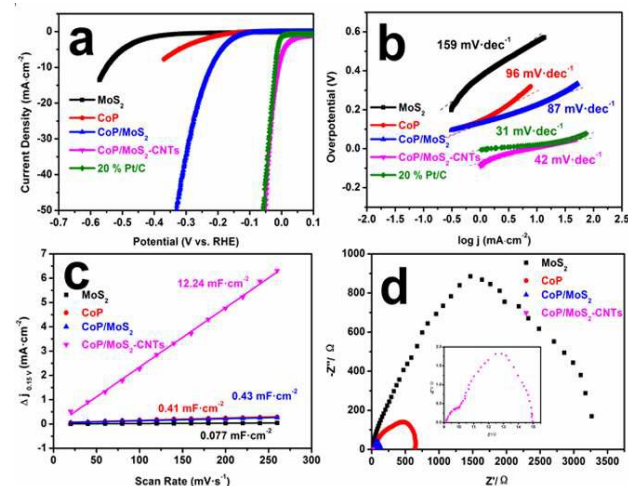 a
Current Density (mA·cm⁻²)
0
-10
-20
-30
-40
-50
MoS₂
CoP
CoP/MoS₂
CoP/MoS₂-CNTs
20 % Pt/C
-0.7 -0.6 -0.5 -0.4 -0.3 -0.2 -0.1 0.0 0.1
Potential (V vs. RHE)
b
Overpotential (V)
0.6
0.4
0.2
0.0
-0.2
159 mV·dec⁻¹
96 mV·dec⁻¹
87 mV·dec⁻¹
31 mV·dec⁻¹
42 mV·dec⁻¹
MoS₂
CoP
CoP/MoS₂
CoP/MoS₂-CNTs
20 % Pt/C
-1.0 -0.5 0.0 0.5 1.0 1.5 2.0 2.5
log j (mA·cm⁻²)
c
Δ j 0.15 V (mA·cm⁻²)
7
6
5
4
3
2
1
0
-1
MoS₂
CoP
CoP/MoS₂
CoP/MoS₂-CNTs
12.24 mF·cm⁻²
0.43 mF·cm⁻²
0.41 mF·cm⁻²
0.077 mF·cm⁻²
0 50 100 150 200 250 300
Scan Rate (mV·s⁻¹)
d
-Z''/ Ω
-1000
-800
600
400
200
0
MoS₂
CoP
CoP/MoS₂
CoP/MoS₂-CNTs
9 10 11 12 13 14 15
0 500 1000 1500 2000 2500 3000 3500
Z'/ Ω